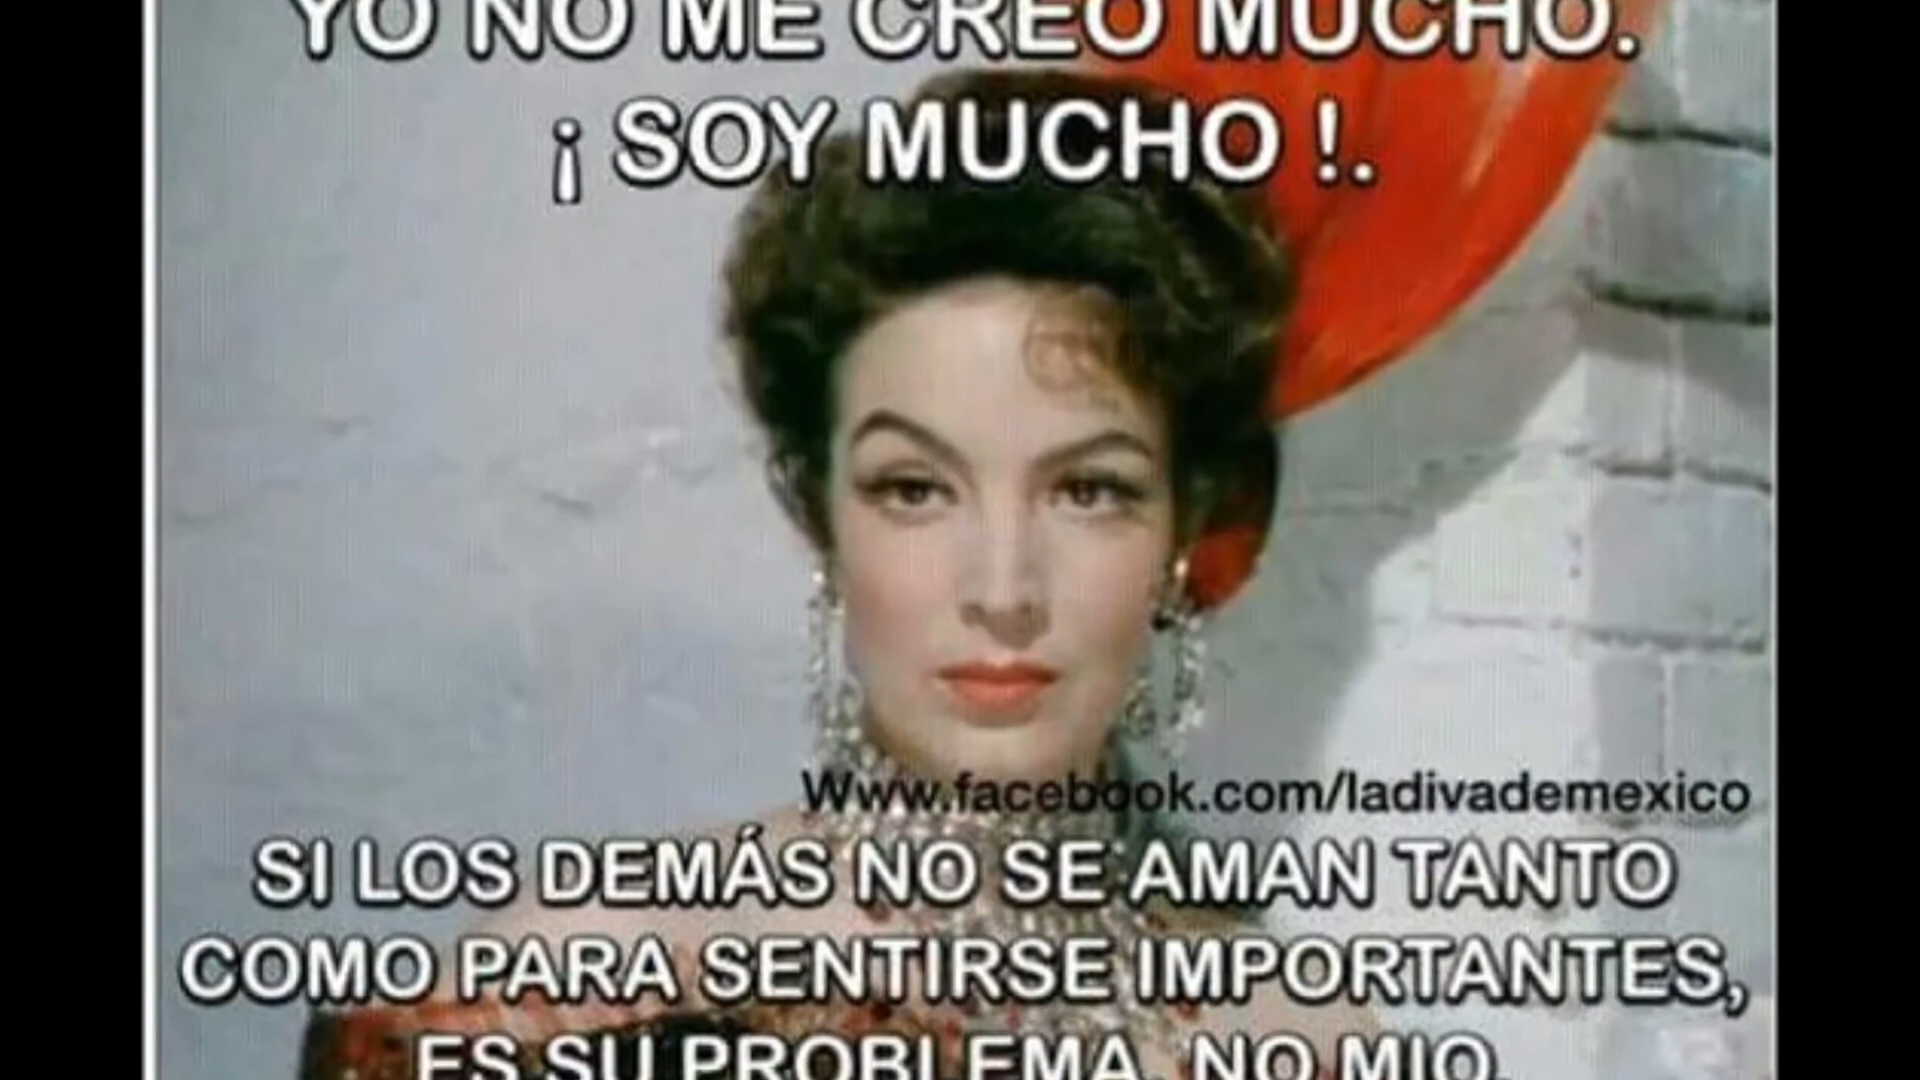 YO NO ME CREO MUCHO.
¡ SOY MUCHO !.
Www.facebook.com/ladivademexico
SI LOS DEMÁS NO SE AMAN TANTO
COMO PARA SENTIRSE IMPORTANTES,
ES SU PROBLEMA, NO MIO.